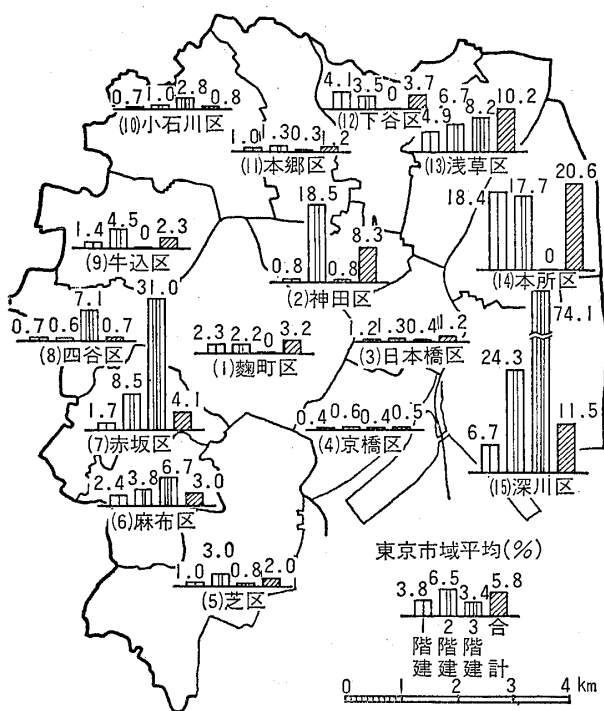 0.7 1.0 2.8 0.8
(10)小石川区
1.0 1.3 0.3 1.2
(11)本郷区
4.1 3.5 0 3.7
(12)下谷区
4.9 6.7 8.2 10.2
(13)浅草区
1.4 4.5 0 2.3
(9)牛込区
0.8 18.5 0.8 8.3
(2)神田区
18.4 17.7 0 20.6
(14)本所区
0.7 0.6 7.1 0.7
(8)四谷区
2.3 2.2 0 3.2
(1)麴町区
1.2 1.3 0.4 1.2
(3)日本橋区
1.7 8.5 31.0 4.1
(7)赤坂区
0.4 0.6 0.4 0.5
(4)京橋区
6.7 24.3 74.1 11.5
(15)深川区
2.4 3.8 6.7 3.0
(6)麻布区
1.0 3.0 0.8 2.0
(5)芝区
東京市域平均(%)
3.8 6.5 3.4 5.8
1階建 2階建 3階建 合計
0 1 2 3 4 km